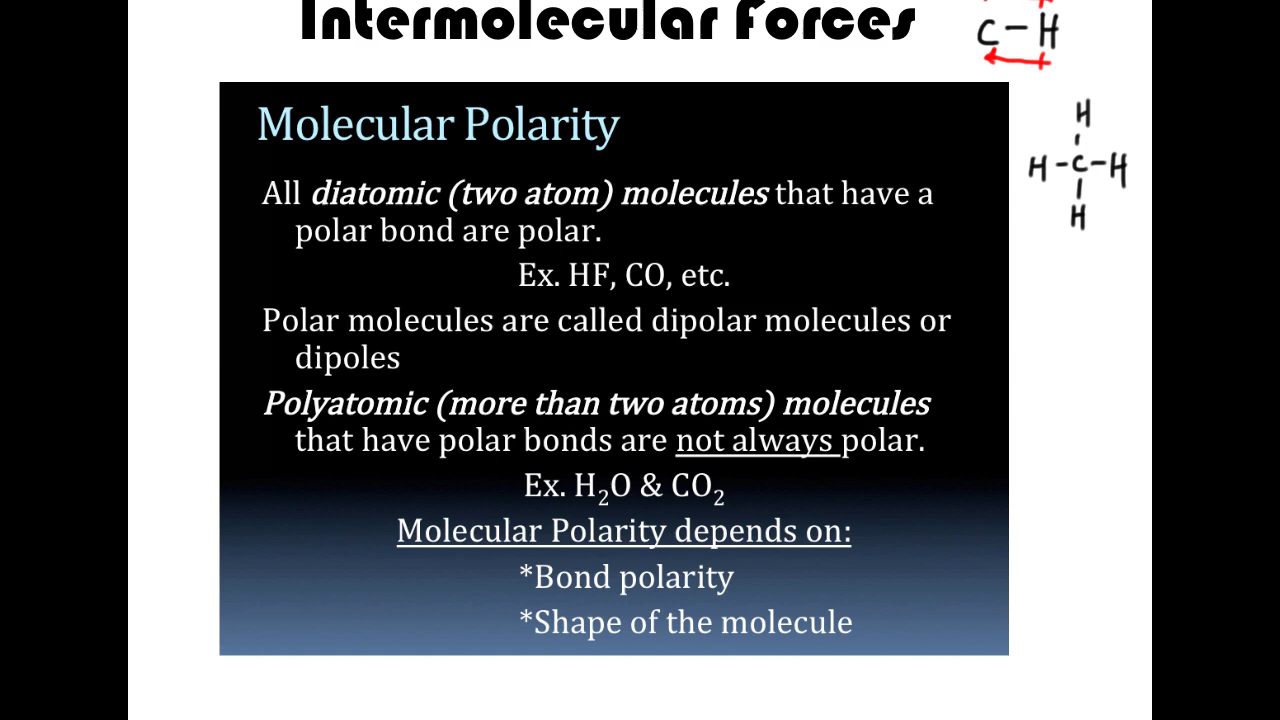 Intermolecular Forces
C - H
Molecular Polarity
H
H - C - H
H
All diatomic (two atom) molecules that have a
polar bond are polar.
Ex. HF, CO, etc.
Polar molecules are called dipolar molecules or
dipoles
Polyatomic (more than two atoms) molecules
that have polar bonds are not always polar.
Ex. H₂O & CO₂
Molecular Polarity depends on:
*Bond polarity
*Shape of the molecule